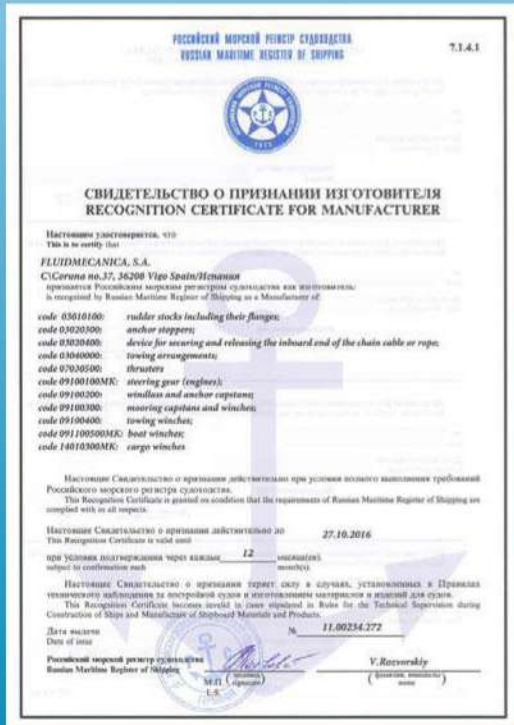 РОССИЙСКИЙ МОРСКОЙ РЕГИСТР СУДОХОДСТВА
RUSSIAN MARITIME REGISTER OF SHIPPING
7.1.4.1
1913
СВИДЕТЕЛЬСТВО О ПРИЗНАНИИ ИЗГОТОВИТЕЛЯ
RECOGNITION CERTIFICATE FOR MANUFACTURER
Настоящим удостоверяется, что
This is to certify that
FLUIDMECANICA, S.A.
C\Coruna no.37, 36208 Vigo Spain/Испания
признается Российским морским регистром судоходства как изготовитель:
is recognized by Russian Maritime Register of Shipping as a Manufacturer of:
code 03010100: rudder stocks including their flanges;
code 03020300: anchor stoppers;
code 03020400: device for securing and releasing the inboard end of the chain cable or rope;
code 03040000: towing arrangements;
code 07030500: thrusters
code 09100100MK: steering gear (engines);
code 09100200: windlass and anchor capstans;
code 09100300: mooring capstans and winches;
code 09100400: towing winches;
code 091100500MK: boat winches;
code 14010300MK: cargo winches
Настоящее Свидетельство о признании действительно при условии полного выполнения требований
Российского морского регистра судоходства.
This Recognition Certificate is granted on condition that the requirements of Russian Maritime Register of Shipping are
complied with in all respects.
Настоящее Свидетельство о признании действительно до
This Recognition Certificate is valid until
27.10.2016
при условии подтверждения через каждые 12 месяца(ев).
subject to confirmation each month(s).
Настоящее Свидетельство о признании теряет силу в случаях, установленных в Правилах
технического наблюдения за постройкой судов и изготовлением материалов и изделий для судов.
This Recognition Certificate becomes invalid in cases stipulated in Rules for the Technical Supervision during
Construction of Ships and Manufacture of Shipboard Materials and Products.
Дата выдачи № 11.00234.272
Date of issue
Российский морской регистр судоходства
Russian Maritime Register of Shipping
V.Razvorskiy
М.П. (подпись) (фамилия, инициалы)
signature name
L.S.